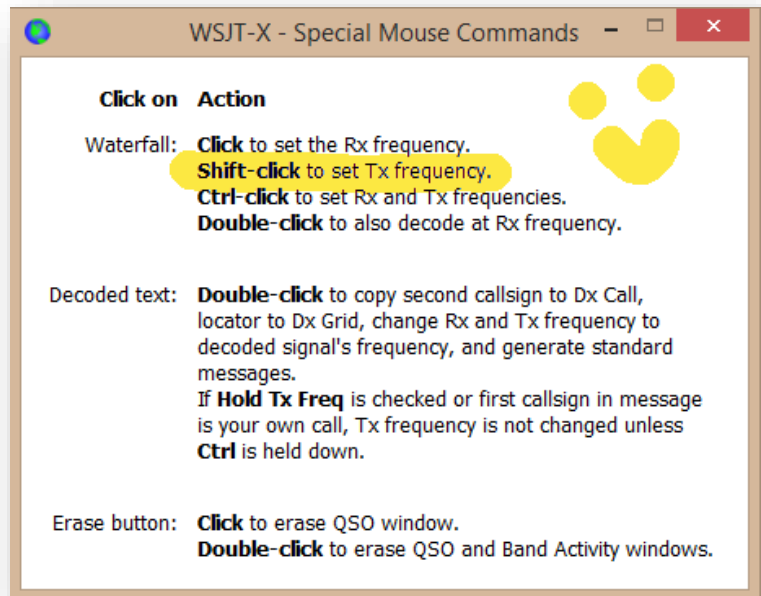 WSJT-X - Special Mouse Commands
Click on Action
Waterfall: Click to set the Rx frequency.
Shift-click to set Tx frequency.
Ctrl-click to set Rx and Tx frequencies.
Double-click to also decode at Rx frequency.
Decoded text: Double-click to copy second callsign to Dx Call,
locator to Dx Grid, change Rx and Tx frequency to
decoded signal's frequency, and generate standard
messages.
If Hold Tx Freq is checked or first callsign in message
is your own call, Tx frequency is not changed unless
Ctrl is held down.
Erase button: Click to erase QSO window.
Double-click to erase QSO and Band Activity windows.